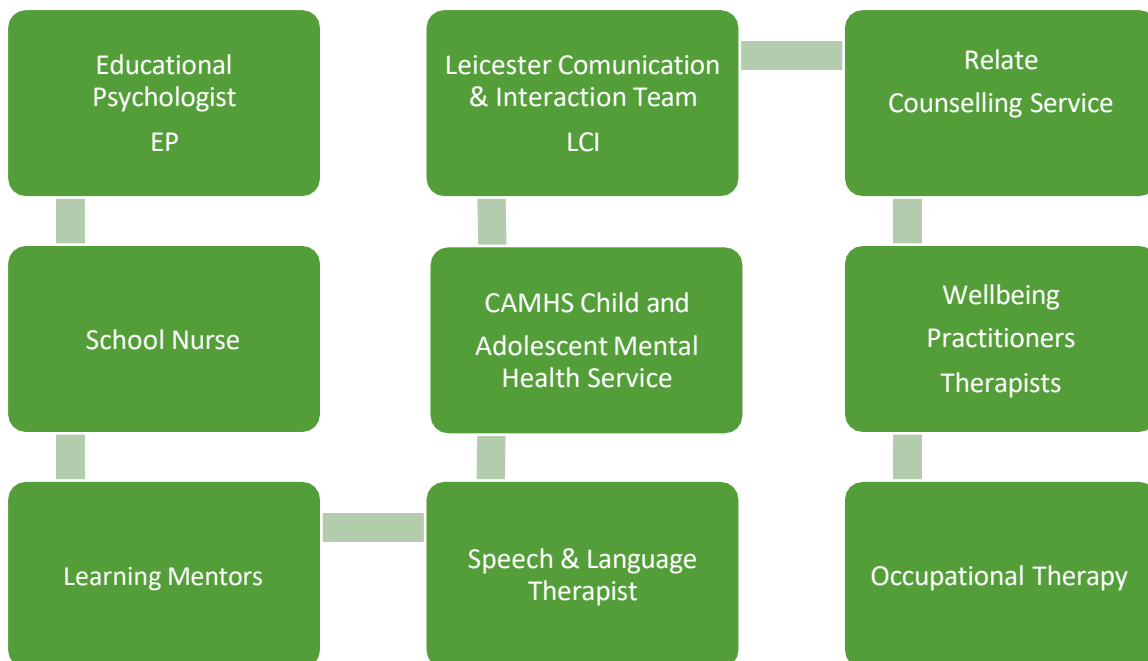 Educational
Psychologist
EP
School Nurse
Learning Mentors
Speech & Language
Therapist
CAMHS Child and
Adolescent Mental
Health Service
Leicester Comunication
& Interaction Team
LCI
Relate
Counselling Service
Wellbeing
Practitioners
Therapists
Occupational Therapy